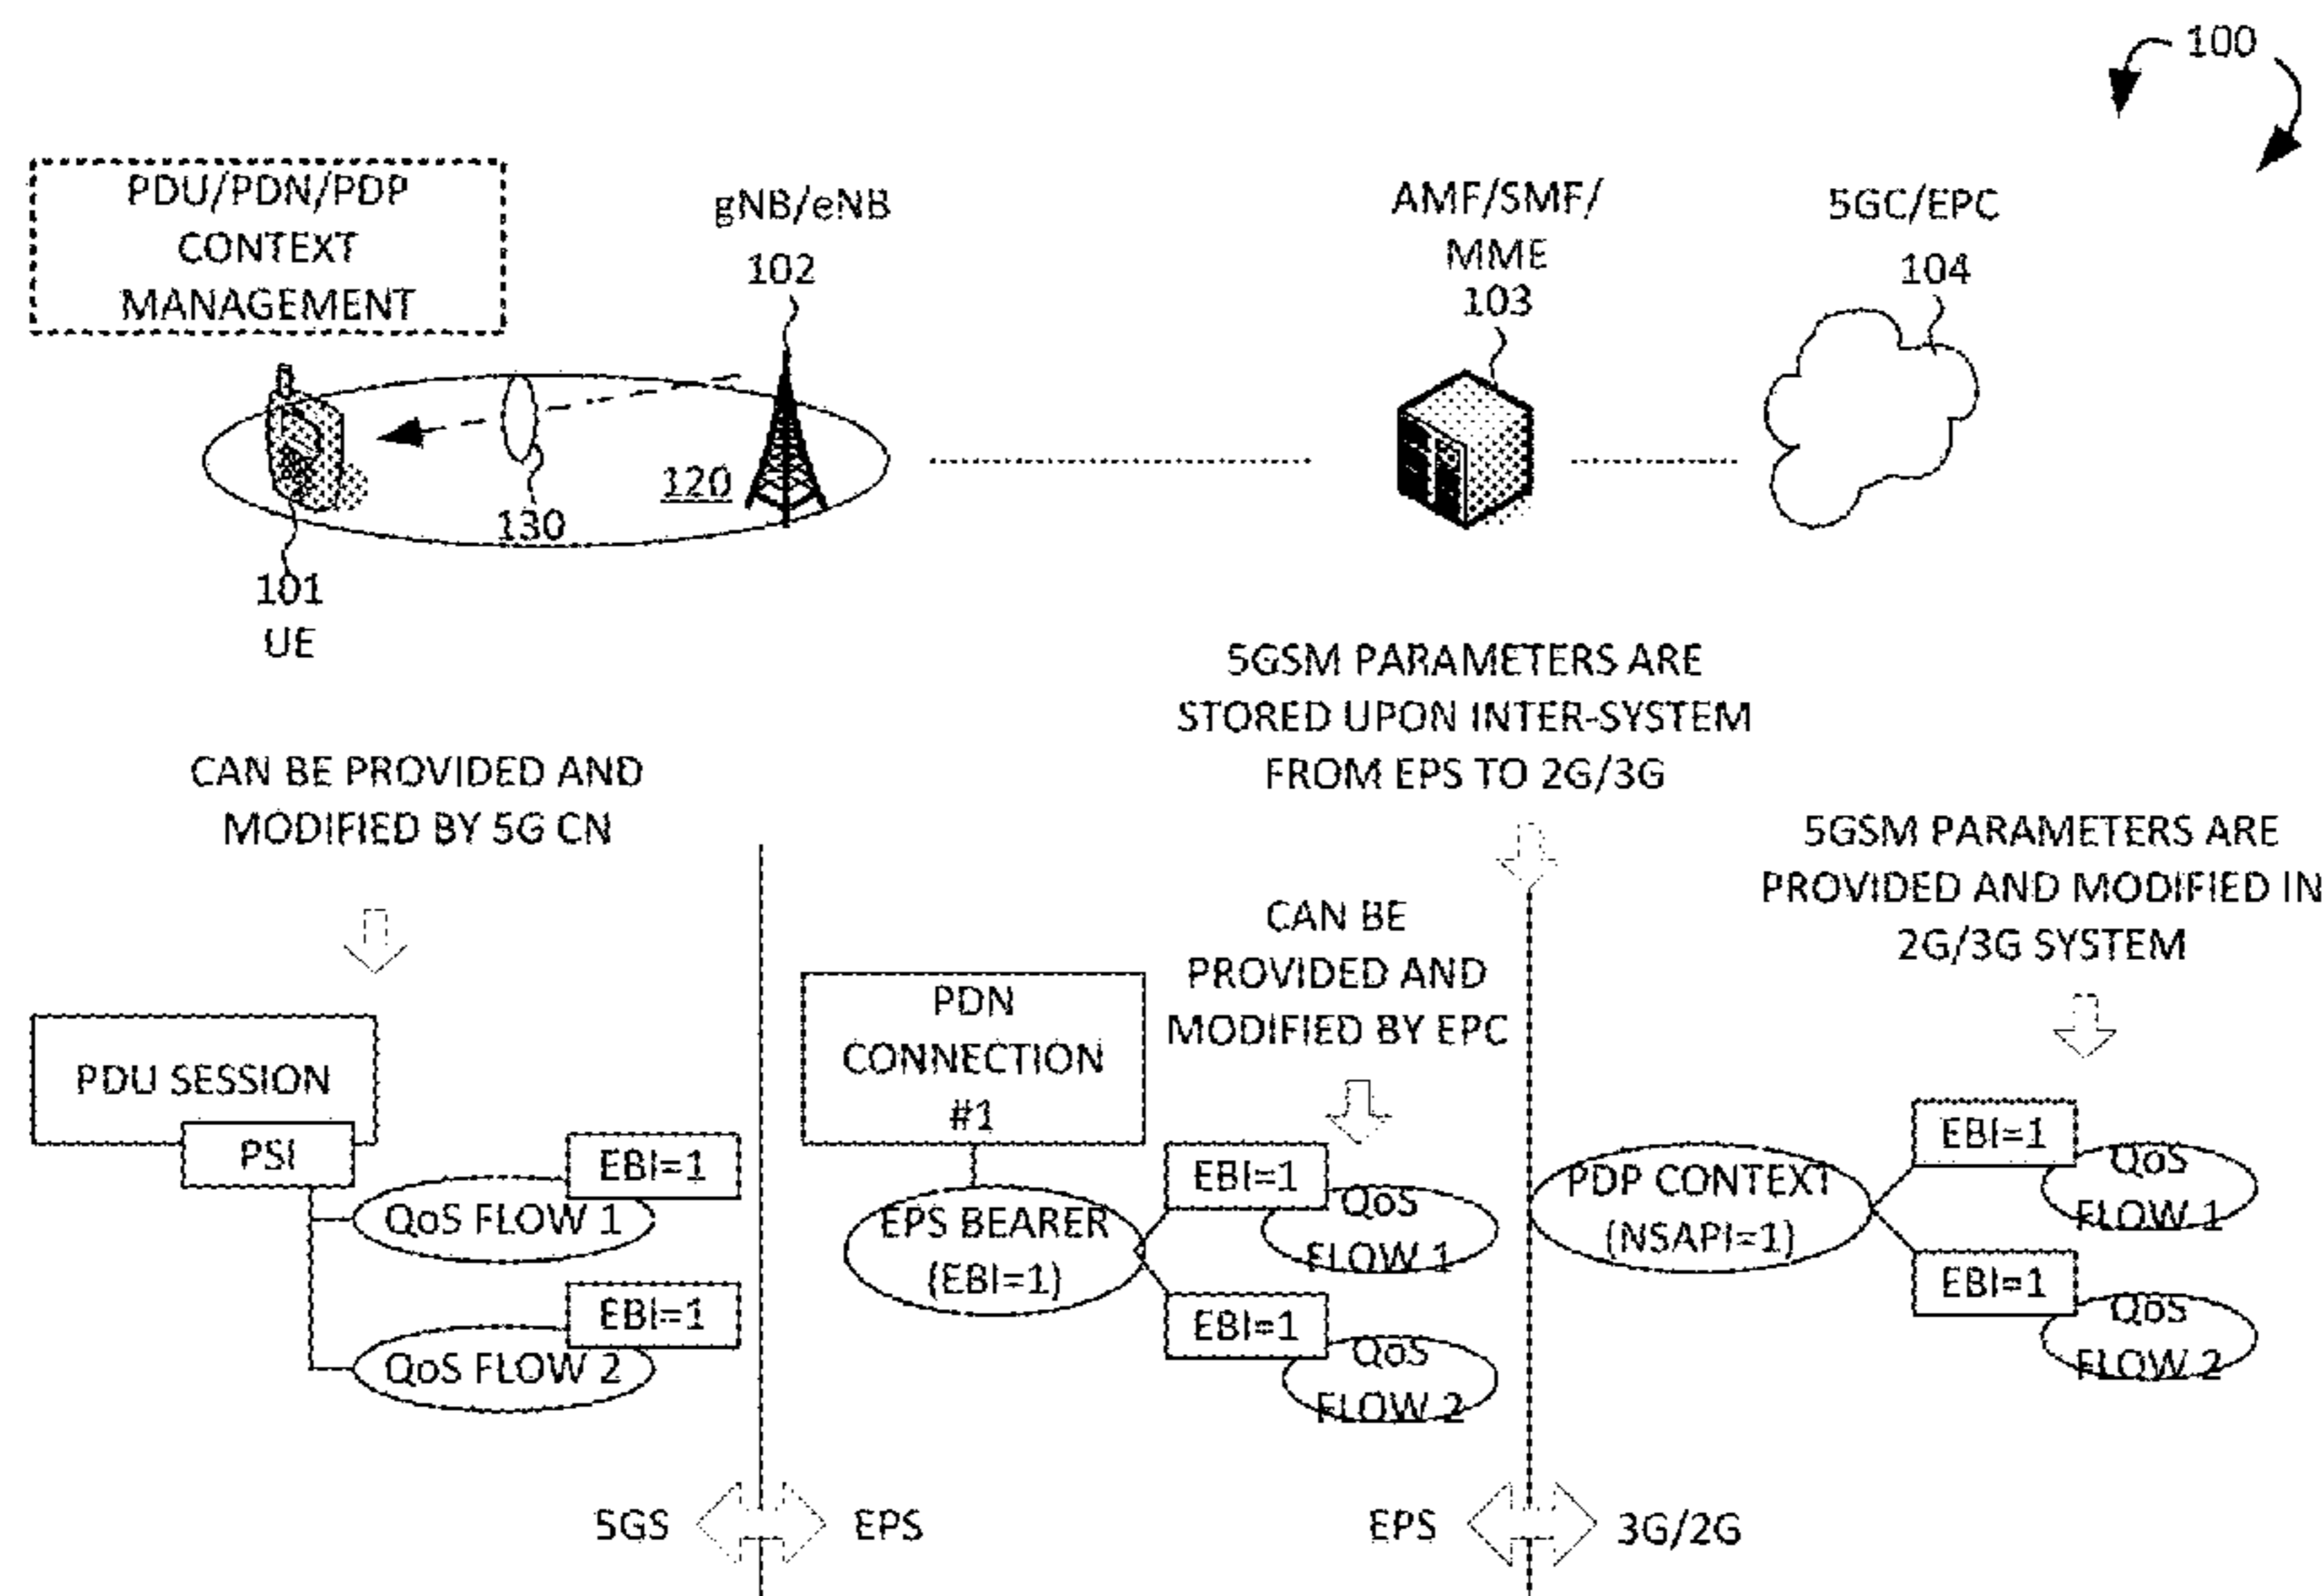 100
PDU/PDN/PDP
CONTEXT
MANAGEMENT
gNB/eNB
102
AMF/SMF/
MME
103
5GC/EPC
104
120
130
101
UE
5GSM PARAMETERS ARE
STORED UPON INTER-SYSTEM
FROM EPS TO 2G/3G
CAN BE PROVIDED AND
MODIFIED BY 5G CN
5GSM PARAMETERS ARE
PROVIDED AND MODIFIED IN
2G/3G SYSTEM
CAN BE
PROVIDED AND
MODIFIED BY EPC
PDU SESSION
PSI
EBI=1
QoS FLOW 1
EBI=1
QoS FLOW 2
PDN
CONNECTION
#1
EPS BEARER
(EBI=1)
EBI=1
QoS
FLOW 1
EBI=1
QoS
FLOW 2
PDP CONTEXT
(NSAPI=1)
EBI=1
QoS
FLOW 1
EBI=1
QoS
FLOW 2
5GS
EPS
EPS
3G/2G